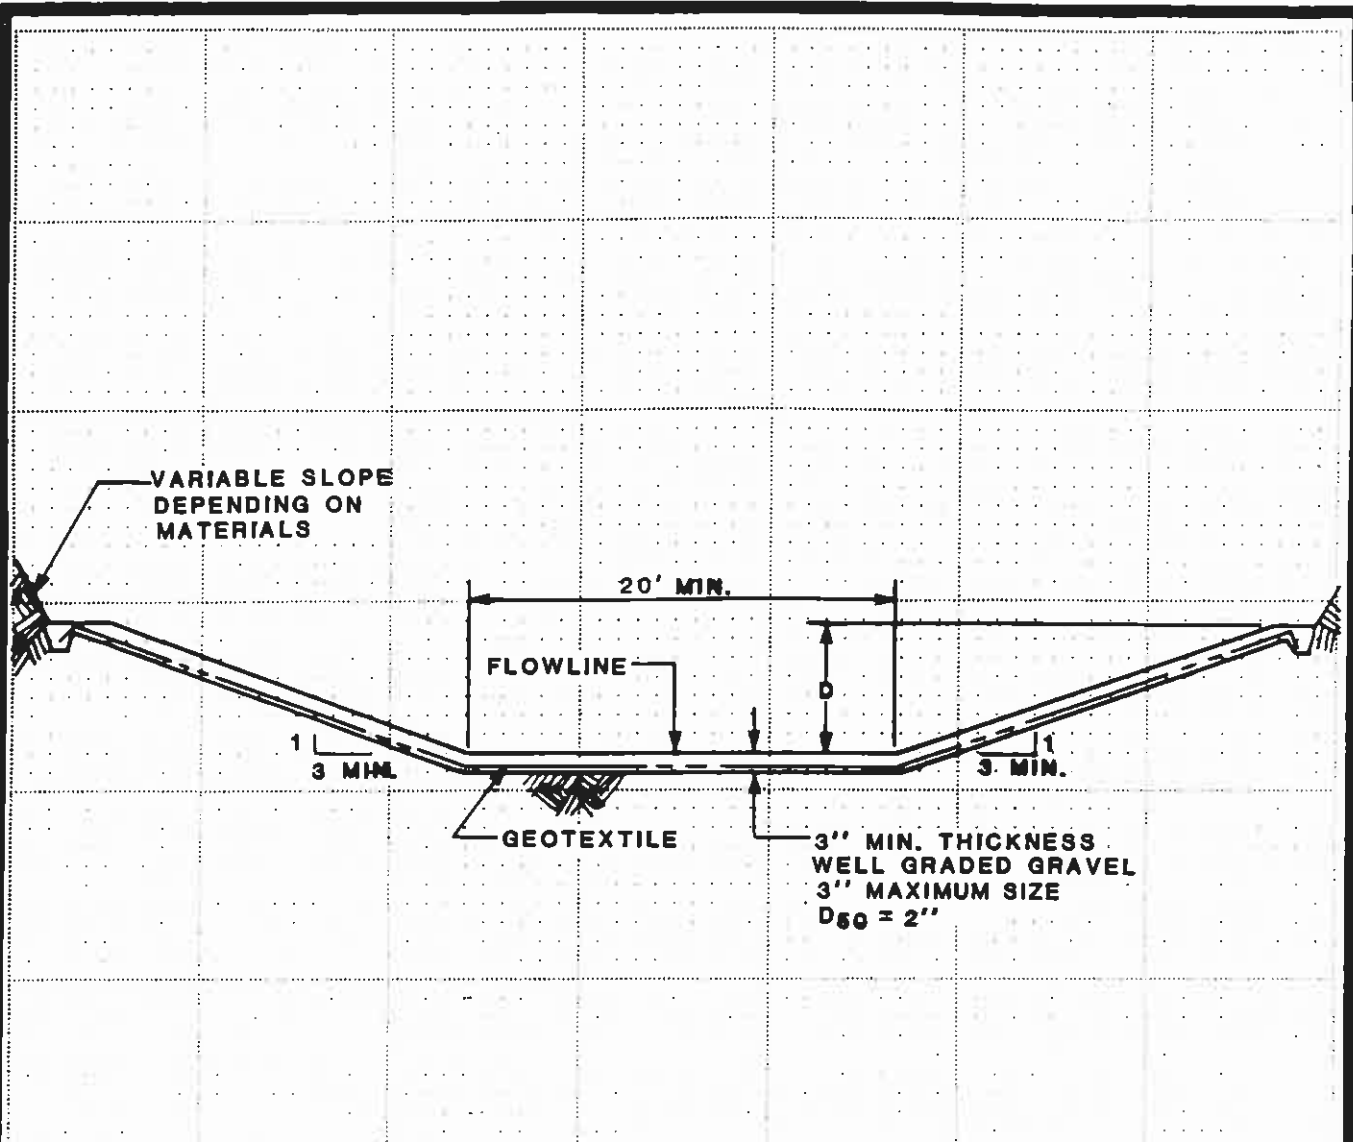 VARIABLE SLOPE
DEPENDING ON
MATERIALS
20' MIN.
FLOWLINE
D
1
3 MIN.
1
3 MIN.
GEOTEXTILE
3'' MIN. THICKNESS
WELL GRADED GRAVEL
3'' MAXIMUM SIZE
D50 = 2''